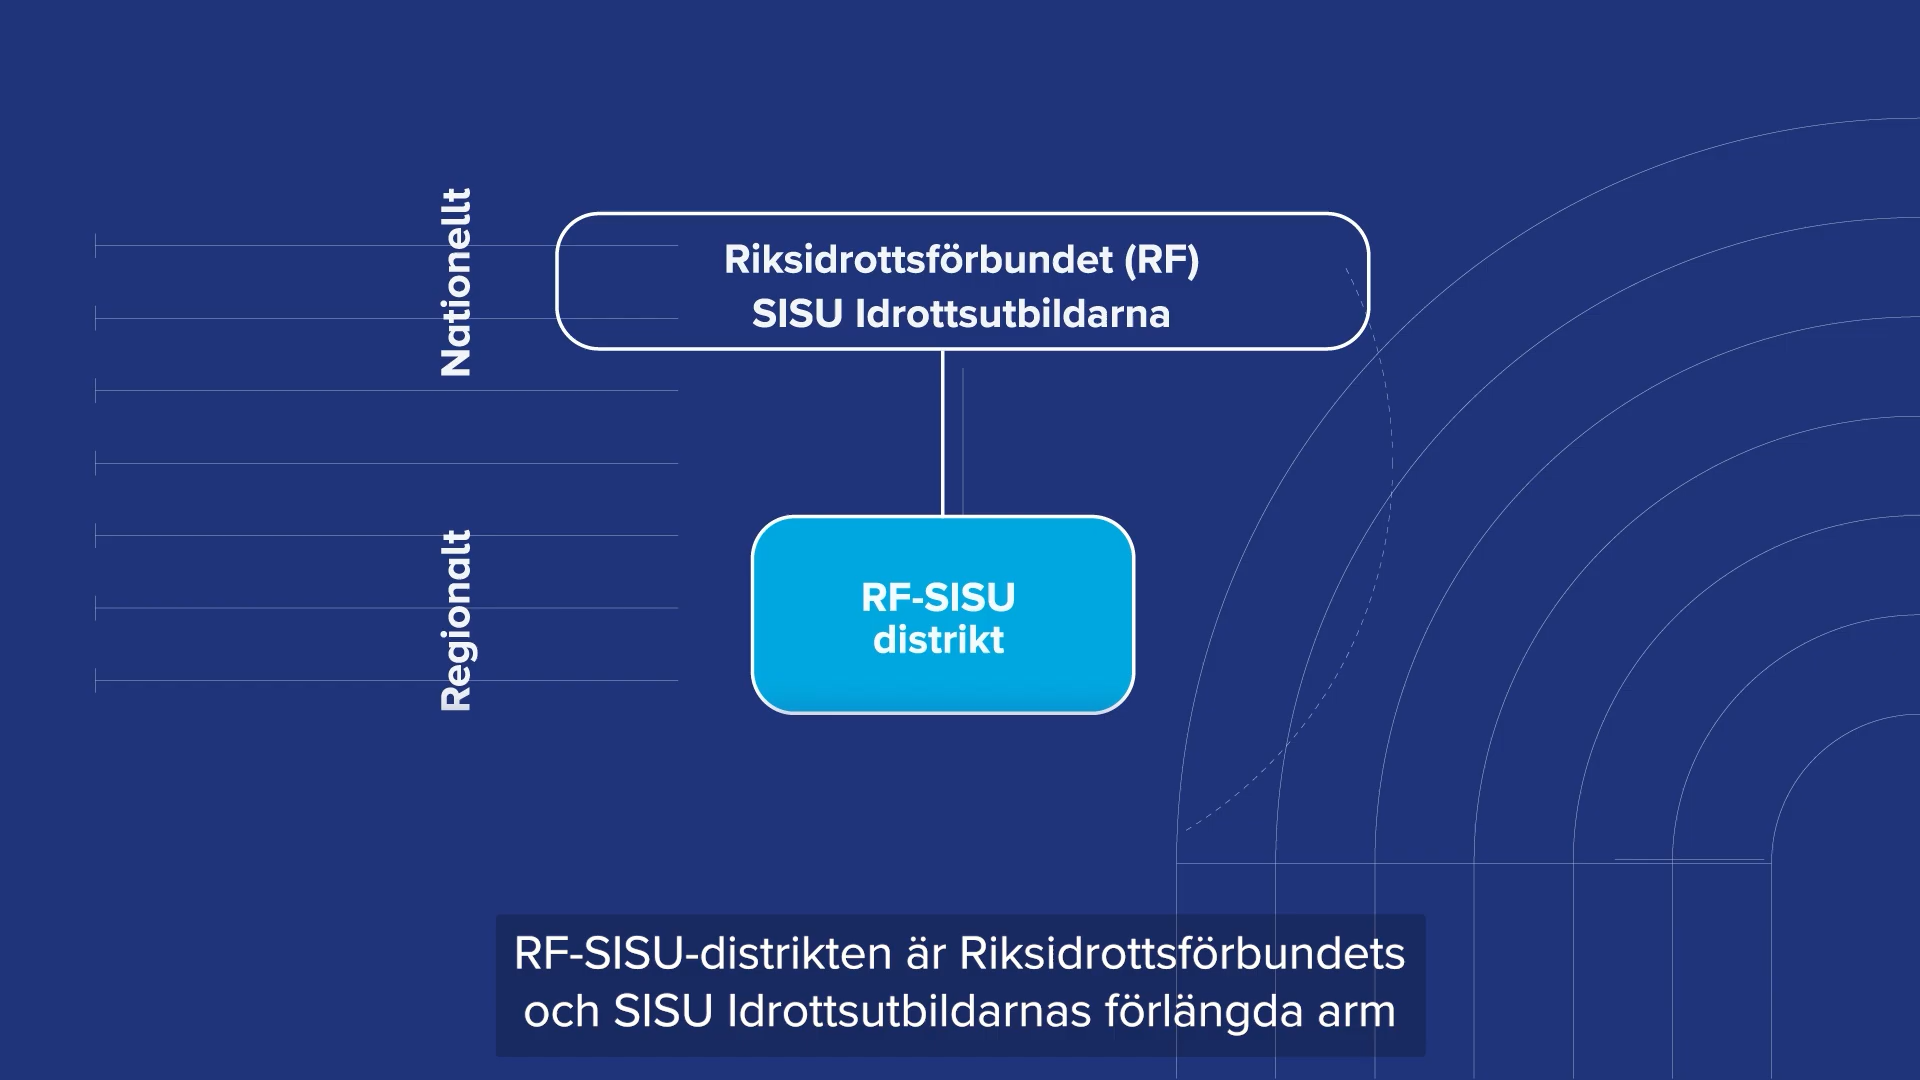 Nationellt
Riksidrottsförbundet (RF)
SISU Idrottsutbildarna
Regionalt
RF-SISU
distrikt
RF-SISU-distrikten är Riksidrottsförbundets
och SISU Idrottsutbildarnas förlängda arm